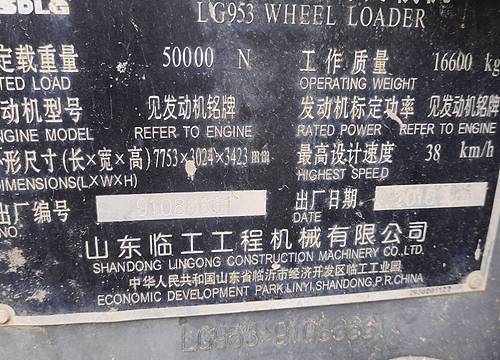 SDLG
LG953 WHEEL LOADER
定载重量 50000 N 工作质量 16600 kg
TED LOAD OPERATING WEIGHT
动机型号 见发动机铭牌 发动机标定功率 见发动机铭牌
NGINE MODEL REFER TO ENGINE RATED POWER REFER TO ENGINE
形尺寸(长×宽×高) 7753×3024×3423 mm 最高设计速度 38 km/h
DIMENSIONS(L×W×H) HIGHEST SPEED
出厂编号 出厂日期
NO. DATE
山东临工工程机械有限公司
SHANDONG LINGONG CONSTRUCTION MACHINERY CO.,LTD.
中华人民共和国山东省临沂市经济开发区临工工业园
ECONOMIC DEVELOPMENT PARK,LINYI,SHANDONG,P.R.CHINA